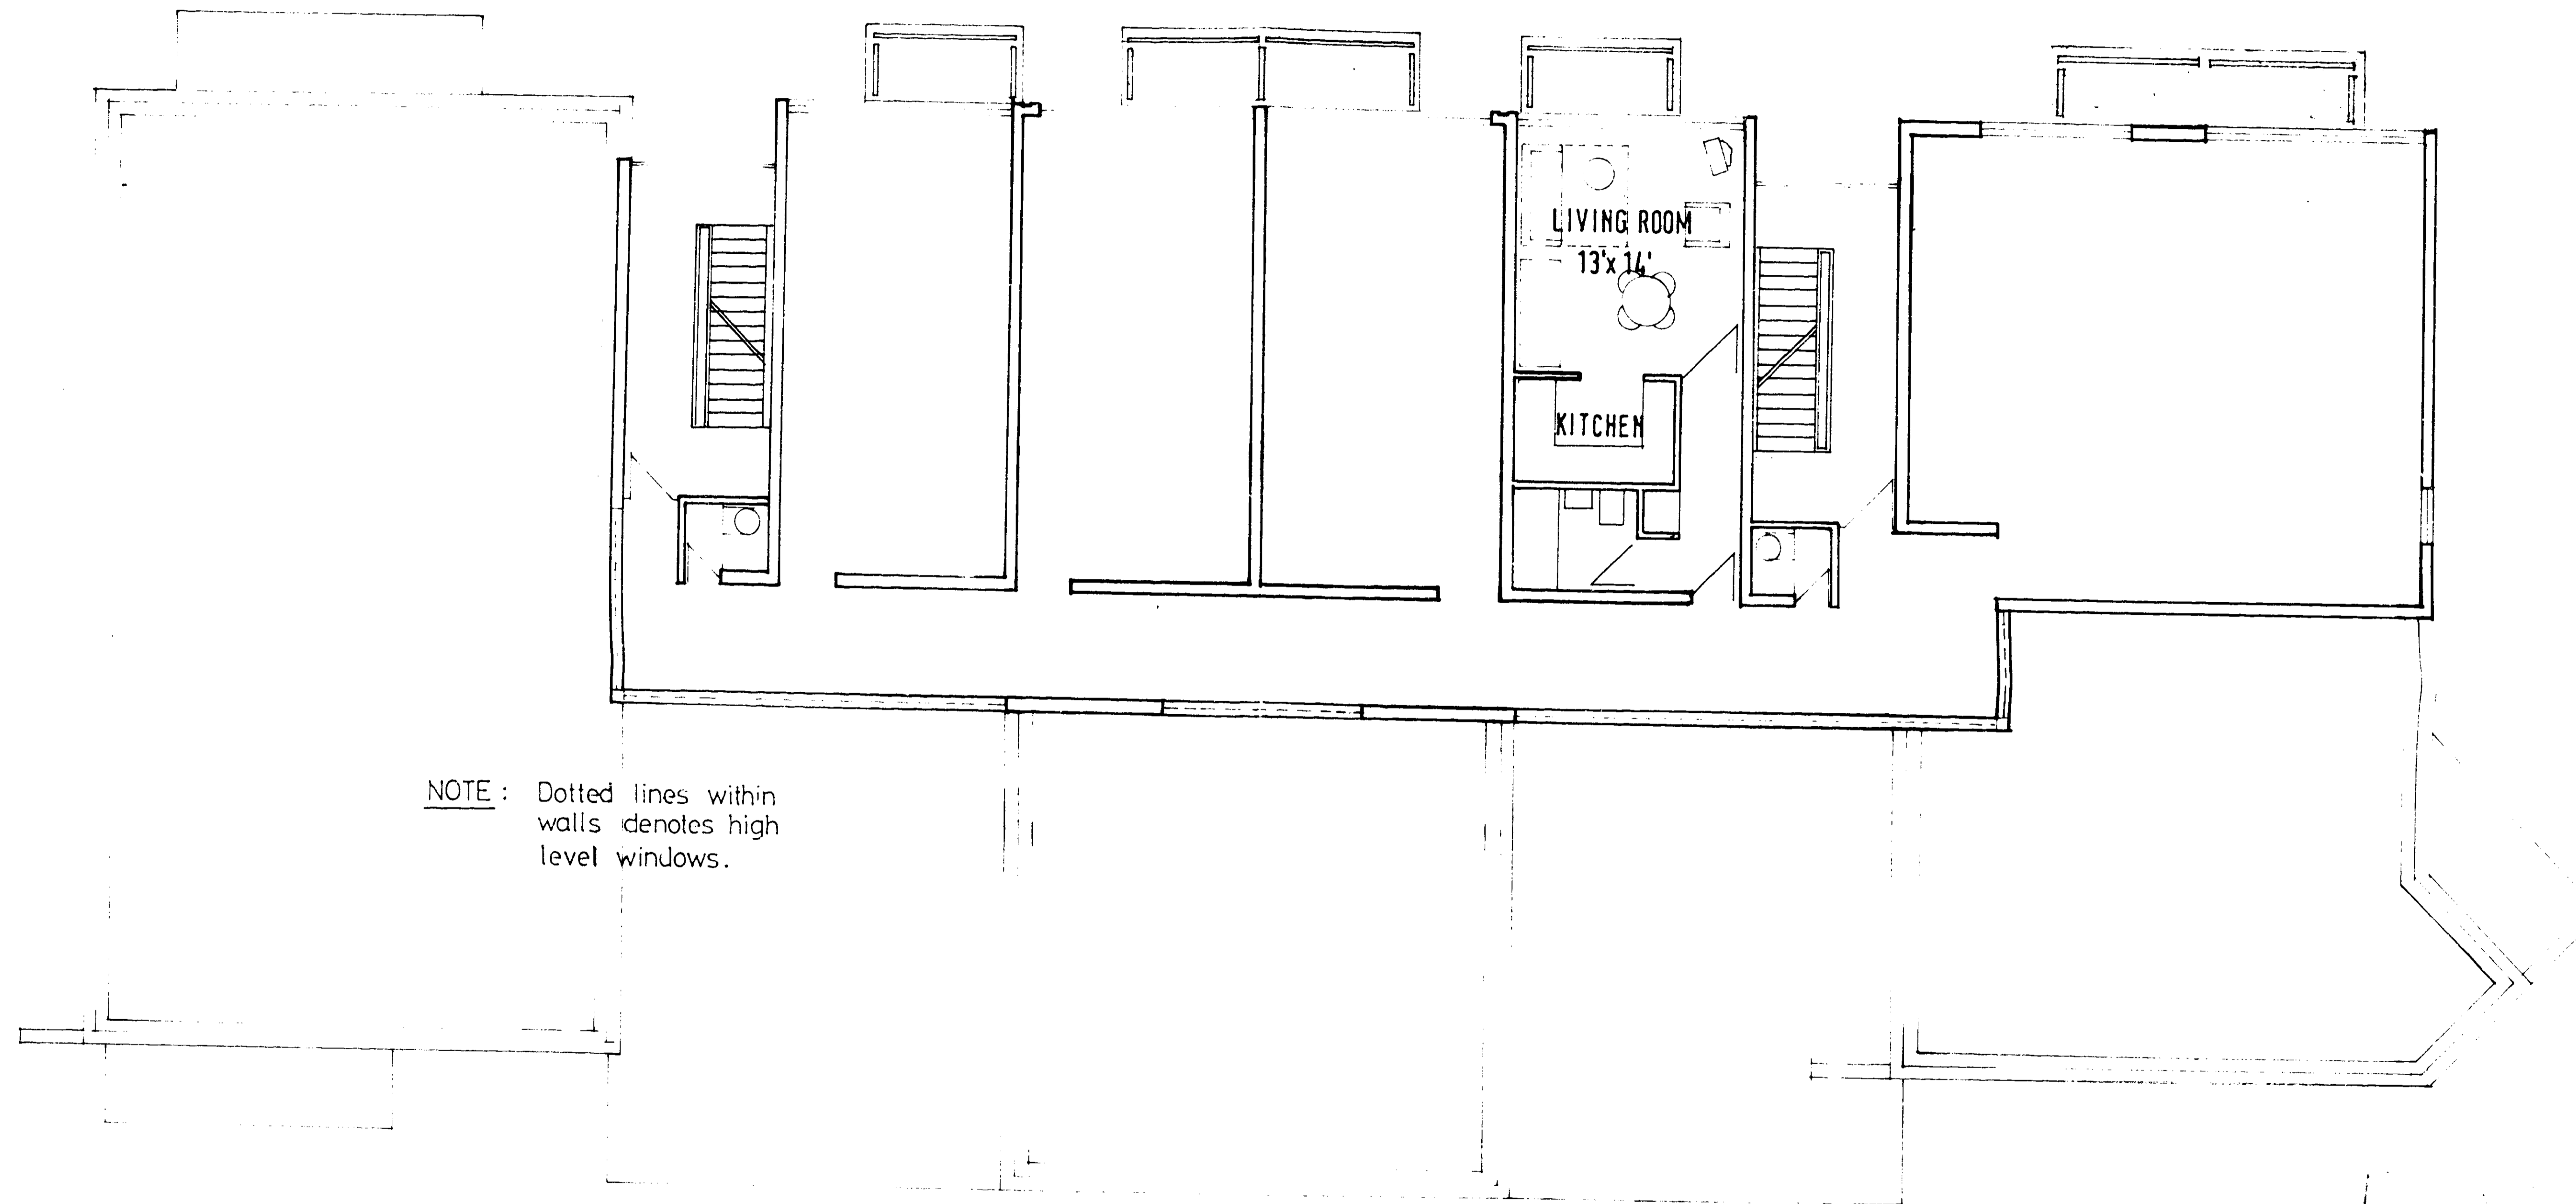 LIVING ROOM
13'x 14'
KITCHEN
NOTE : Dotted lines within
walls denotes high
level windows.